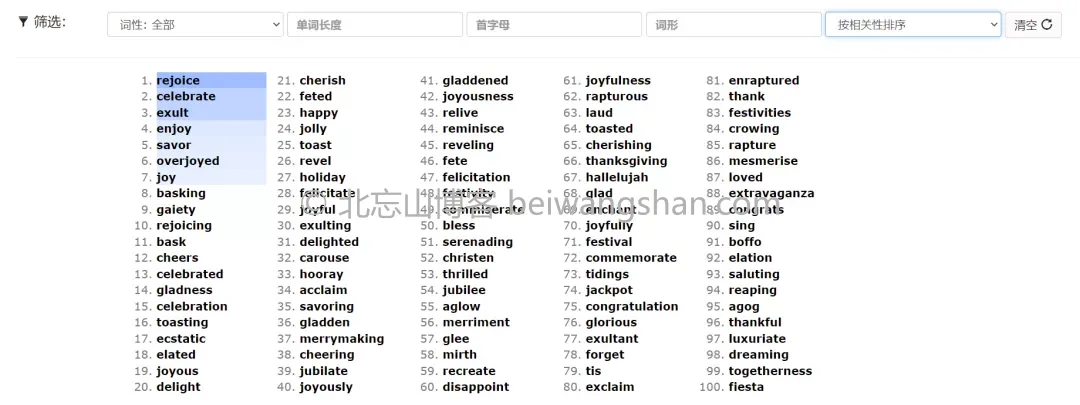 筛选： 词性: 全部 单词长度 首字母 词形 按相关性排序 清空
1. rejoice 21. cherish 41. gladdened 61. joyfulness 81. enraptured
2. celebrate 22. feted 42. joyousness 62. rapturous 82. thank
3. exult 23. happy 43. relive 63. laud 83. festivities
4. enjoy 24. jolly 44. reminisce 64. toasted 84. crowing
5. savor 25. toast 45. reveling 65. cherishing 85. rapture
6. overjoyed 26. revel 46. fete 66. thanksgiving 86. mesmerise
7. joy 27. holiday 47. felicitation 67. hallelujah 87. loved
8. basking 28. felicitate 48. festivity 68. glad 88. extravaganza
9. gaiety 29. joyful 49. commiserate 69. enchant 89. congrats
10. rejoicing 30. exulting 50. bless 70. joyfully 90. sing
11. bask 31. delighted 51. serenading 71. festival 91. boffo
12. cheers 32. carouse 52. christen 72. commemorate 92. elation
13. celebrated 33. hooray 53. thrilled 73. tidings 93. saluting
14. gladness 34. acclaim 54. jubilee 74. jackpot 94. reaping
15. celebration 35. savoring 55. aglow 75. congratulation 95. agog
16. toasting 36. gladden 56. merriment 76. glorious 96. thankful
17. ecstatic 37. merrymaking 57. glee 77. exultant 97. luxuriate
18. elated 38. cheering 58. mirth 78. forget 98. dreaming
19. joyous 39. jubilate 59. recreate 79. tis 99. togetherness
20. delight 40. joyously 60. disappoint 80. exclaim 100. fiesta
© 北忘山博客 beiwangshan.com